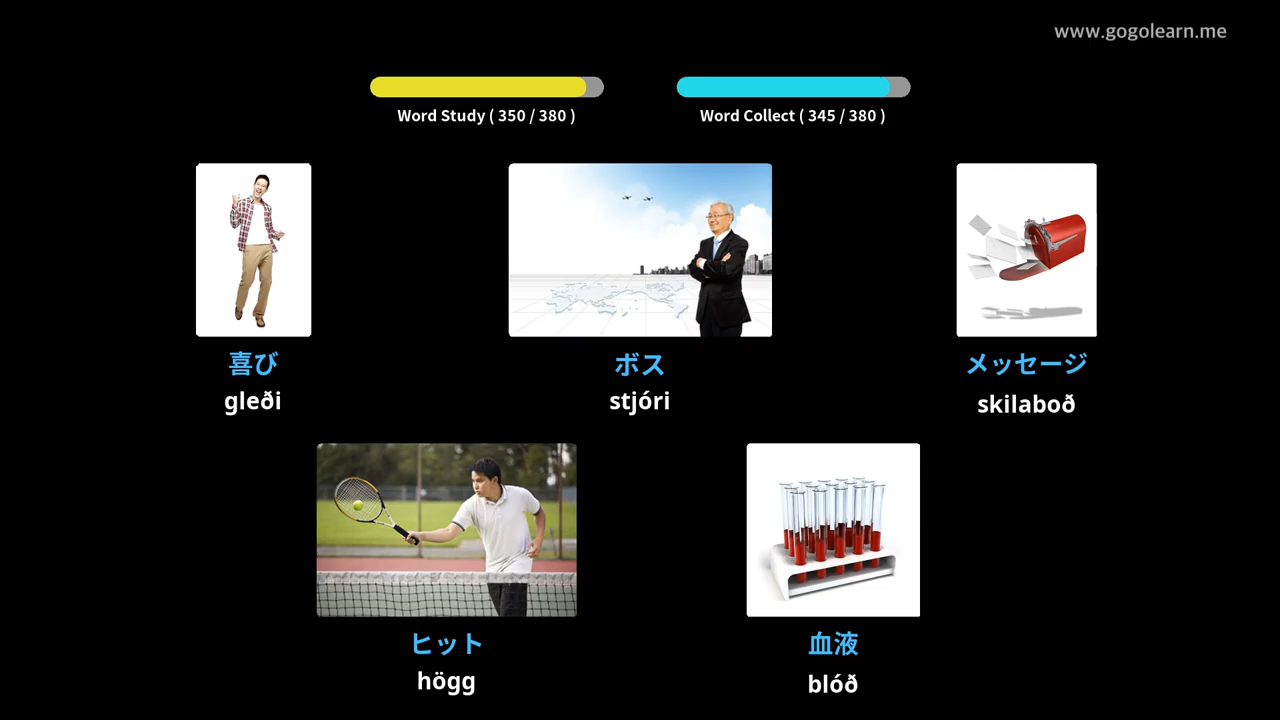 www.gogolearn.me
Word Study ( 350 / 380 )
Word Collect ( 345 / 380 )
喜び
gleði
ボス
stjóri
メッセージ
skilaboð
ヒット
högg
血液
blóð